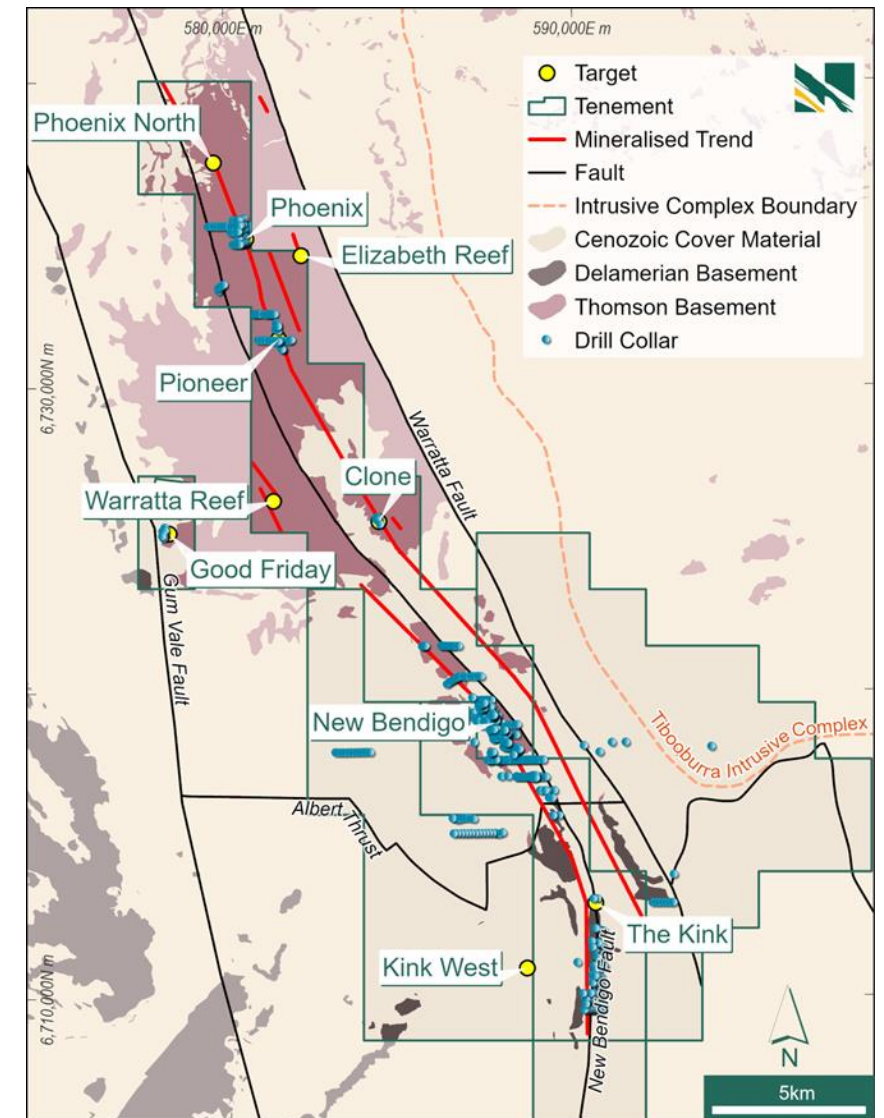 580,000E m
590,000E m
Target
Tenement
Mineralised Trend
Fault
Intrusive Complex Boundary
Cenozoic Cover Material
Delamerian Basement
Thomson Basement
Drill Collar
Phoenix North
Phoenix
Elizabeth Reef
Pioneer
6,730,000N m
Warratta Fault
Clone
Warratta Reef
Good Friday
Gum Vale Fault
New Bendigo
Tibooburra Intrusive Complex
Albert Thrust
The Kink
Kink West
New Bendigo Fault
6,710,000N m
N
5km